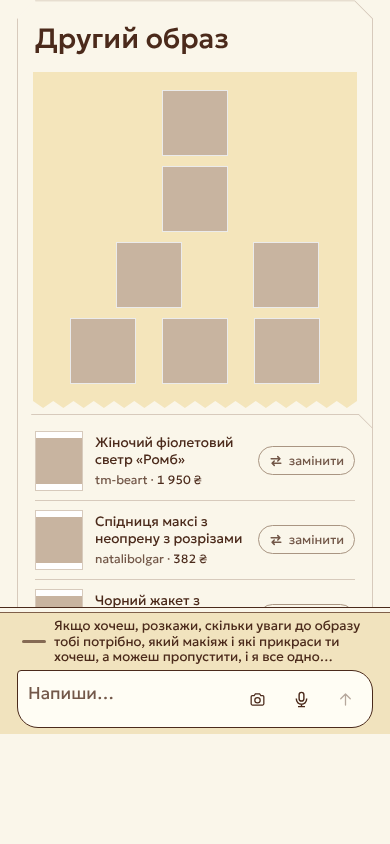 Другий образ
Жіночий фіолетовий
светр «Ромб»
tm-beart · 1 950 ₴
замінити
Спідниця максі з
неопрену з розрізами
natalibolgar · 382 ₴
замінити
Чорний жакет з
Якщо хочеш, розкажи, скільки уваги до образу
тобі потрібно, який макіяж і які прикраси ти
хочеш, а можеш пропустити, і я все одно…
Напиши…